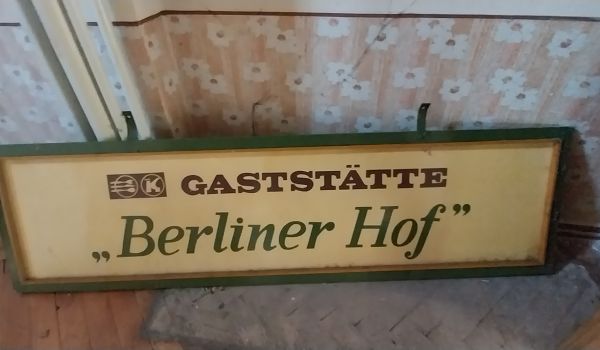 K GASTSTÄTTE
„Berliner Hof”